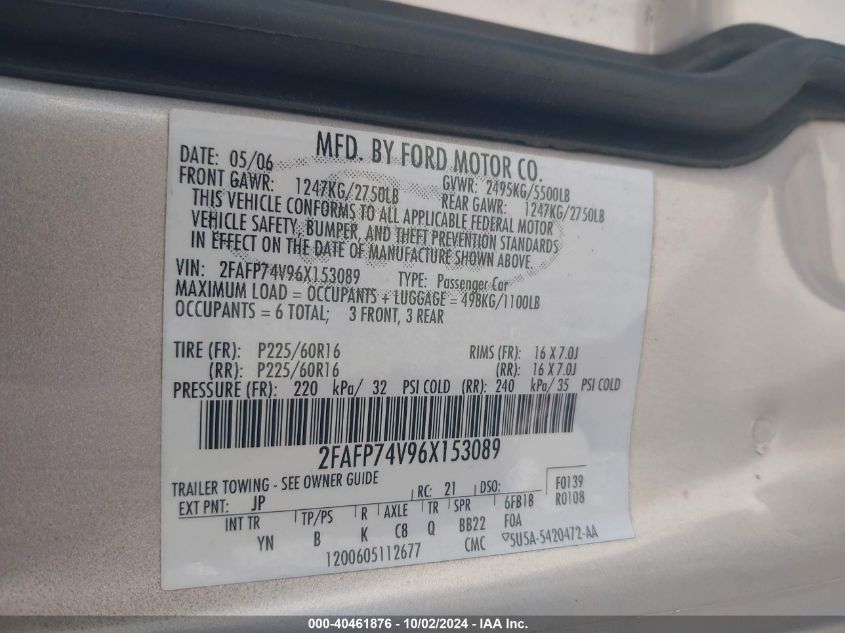 MFD. BY FORD MOTOR CO.
DATE: 05/06 GVWR: 2495KG/5500LB
FRONT GAWR: 1247KG/2750LB REAR GAWR: 1247KG/2750LB
THIS VEHICLE CONFORMS TO ALL APPLICABLE FEDERAL MOTOR
VEHICLE SAFETY, BUMPER, AND THEFT PREVENTION STANDARDS
IN EFFECT ON THE DATE OF MANUFACTURE SHOWN ABOVE.
VIN: 2FAFP74V96X153089 TYPE: Passenger Car
MAXIMUM LOAD = OCCUPANTS + LUGGAGE = 498KG/1100LB
OCCUPANTS = 6 TOTAL; 3 FRONT, 3 REAR
TIRE (FR): P225/60R16 RIMS (FR): 16 X 7.0J
(RR): P225/60R16 (RR): 16 X 7.0J
PRESSURE (FR): 220 kPa/ 32 PSI COLD (RR): 240 kPa/ 35 PSI COLD
2FAFP74V96X153089
TRAILER TOWING - SEE OWNER GUIDE
EXT PNT: JP RC: 21 DSO: F0139
INT TR TP/PS R AXLE TR SPR 6FB1B R0108
YN B K C8 Q BB22 FOA
1200605112677 CMC ▽5U5A-5420472-AA
000-40461876 - 10/02/2024 - IAA Inc.